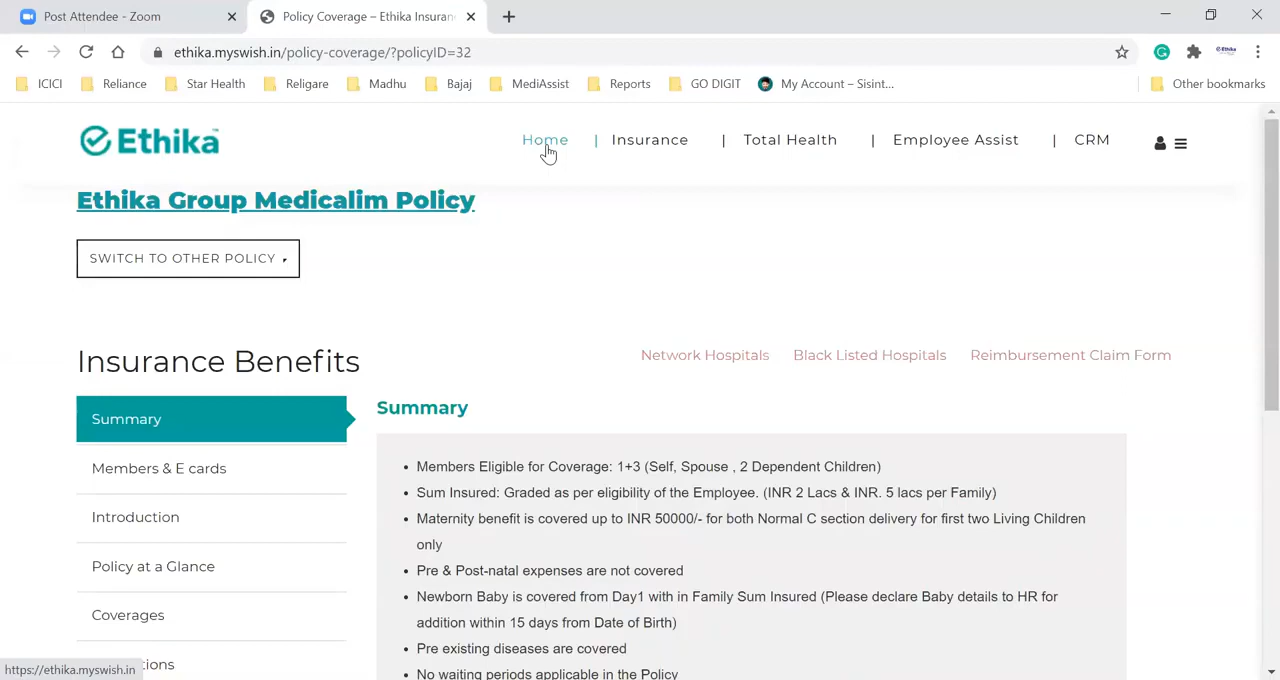 Post Attendee - Zoom
Policy Coverage – Ethika Insuran
ethika.myswish.in/policy-coverage/?policyID=32
ICICI Reliance Star Health Religare Madhu Bajaj MediAssist Reports GO DIGIT My Account – Sisint... Other bookmarks
Ethika™
Home | Insurance | Total Health | Employee Assist | CRM
Ethika Group Medicalim Policy
SWITCH TO OTHER POLICY
Insurance Benefits
Network Hospitals Black Listed Hospitals Reimbursement Claim Form
Summary
Members & E cards
Introduction
Policy at a Glance
Coverages
tions
Summary
• Members Eligible for Coverage: 1+3 (Self, Spouse , 2 Dependent Children)
• Sum Insured: Graded as per eligibility of the Employee. (INR 2 Lacs & INR. 5 lacs per Family)
• Maternity benefit is covered up to INR 50000/- for both Normal C section delivery for first two Living Children
only
• Pre & Post-natal expenses are not covered
• Newborn Baby is covered from Day1 with in Family Sum Insured (Please declare Baby details to HR for
addition within 15 days from Date of Birth)
• Pre existing diseases are covered
• No waiting periods applicable in the Policy
https://ethika.myswish.in